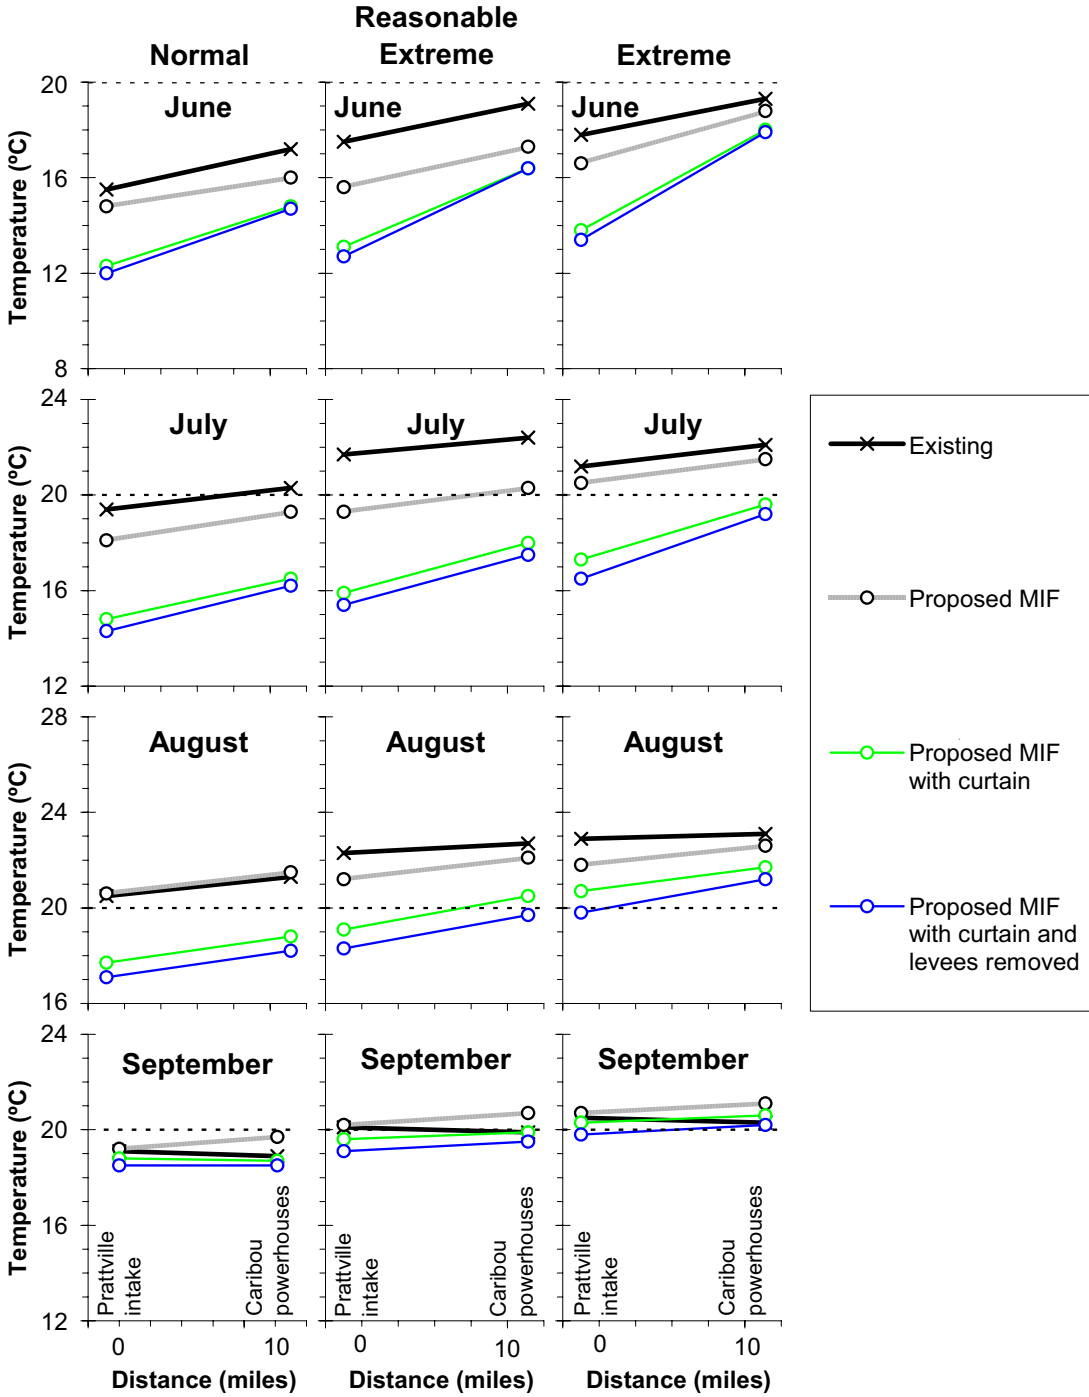 Reasonable
Normal Extreme Extreme
20
June June June
16
12
8
Temperature (ºC)
24
July July July
20
16
12
Temperature (ºC)
28
August August August
24
20
16
Temperature (ºC)
24
September September September
20
16
12
Temperature (ºC)
Prattville
intake
Caribou
powerhouses
Prattville
intake
Caribou
powerhouses
Prattville
intake
Caribou
powerhouses
0 10 0 10 0 10
Distance (miles) Distance (miles) Distance (miles)
Existing
Proposed MIF
Proposed MIF
with curtain
Proposed MIF
with curtain and
levees removed